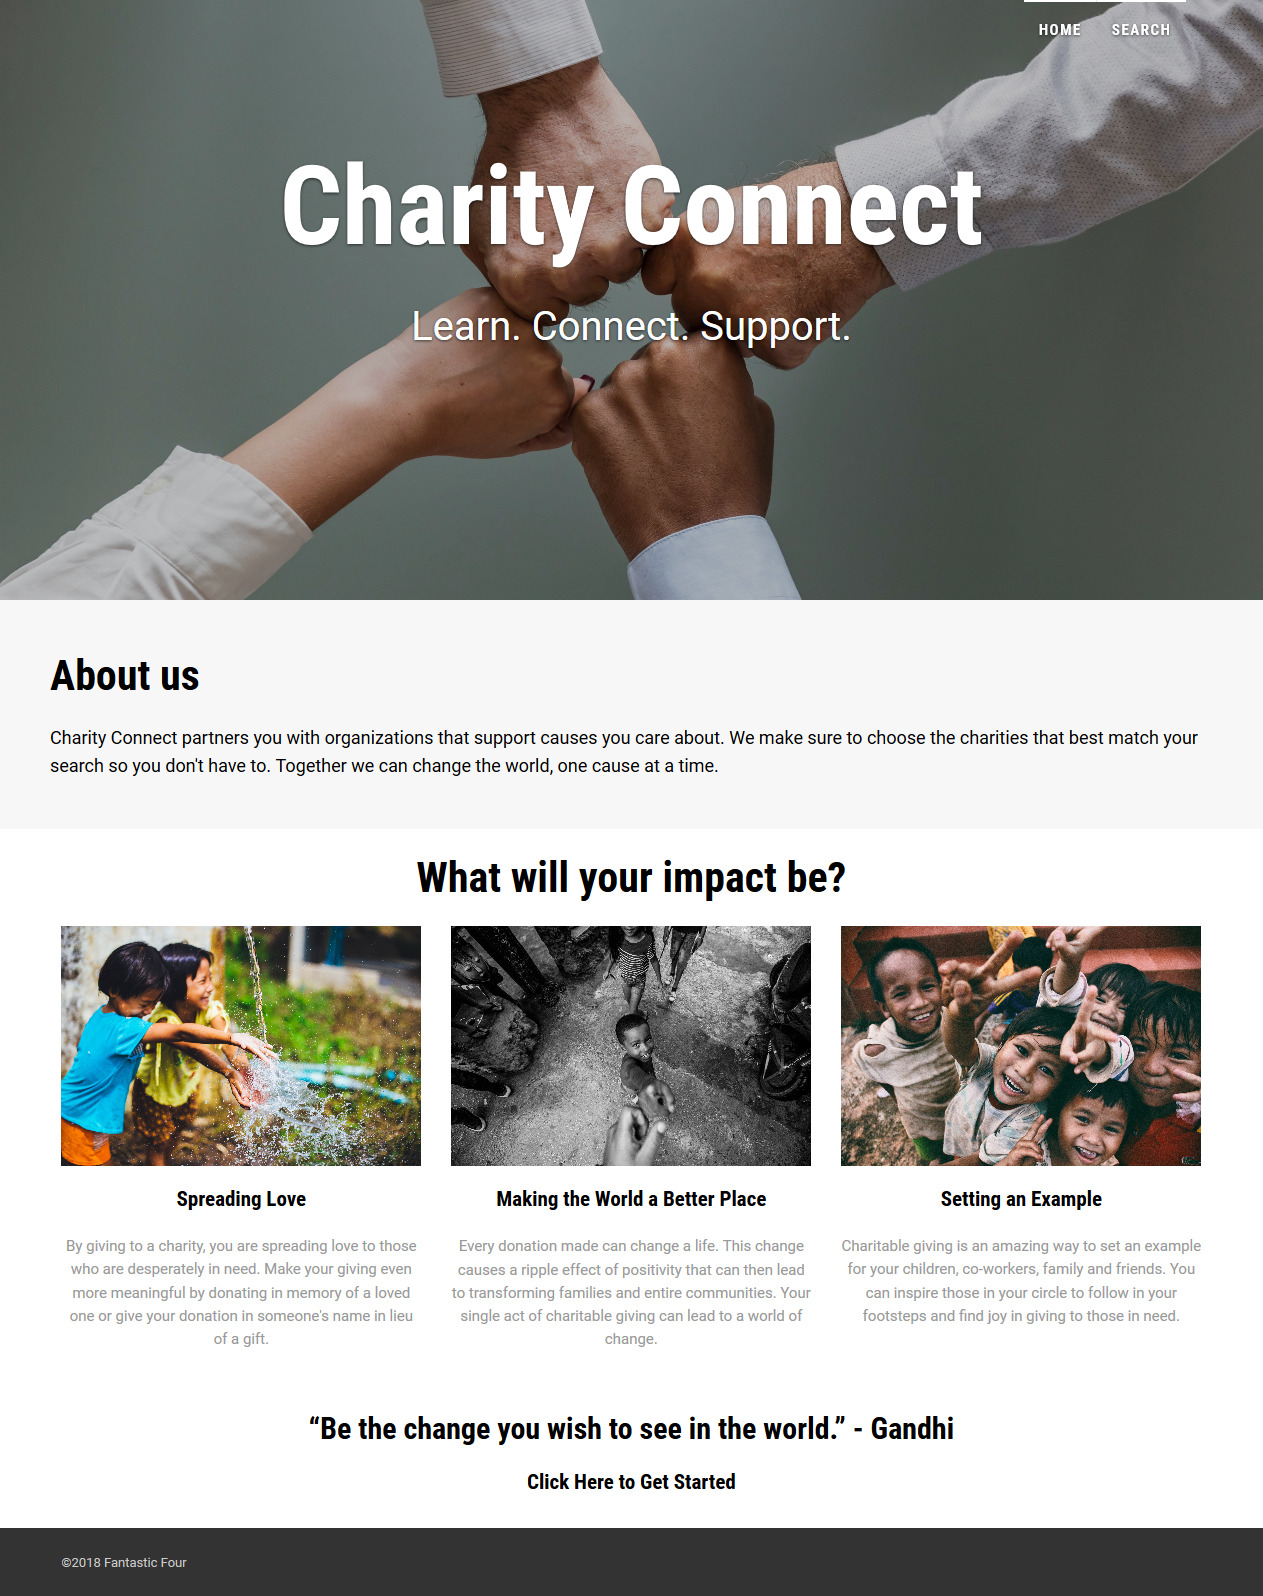 HOME SEARCH
Charity Connect
Learn. Connect. Support.
About us
Charity Connect partners you with organizations that support causes you care about. We make sure to choose the charities that best match your
search so you don't have to. Together we can change the world, one cause at a time.
What will your impact be?
Spreading Love
By giving to a charity, you are spreading love to those
who are desperately in need. Make your giving even
more meaningful by donating in memory of a loved
one or give your donation in someone's name in lieu
of a gift.
Making the World a Better Place
Every donation made can change a life. This change
causes a ripple effect of positivity that can then lead
to transforming families and entire communities. Your
single act of charitable giving can lead to a world of
change.
Setting an Example
Charitable giving is an amazing way to set an example
for your children, co-workers, family and friends. You
can inspire those in your circle to follow in your
footsteps and find joy in giving to those in need.
“Be the change you wish to see in the world.” - Gandhi
Click Here to Get Started
©2018 Fantastic Four